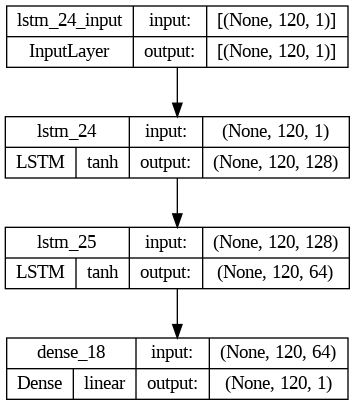 lstm_24_input input: [(None, 120, 1)]
InputLayer output: [(None, 120, 1)]
lstm_24 input: (None, 120, 1)
LSTM tanh output: (None, 120, 128)
lstm_25 input: (None, 120, 128)
LSTM tanh output: (None, 120, 64)
dense_18 input: (None, 120, 64)
Dense linear output: (None, 120, 1)